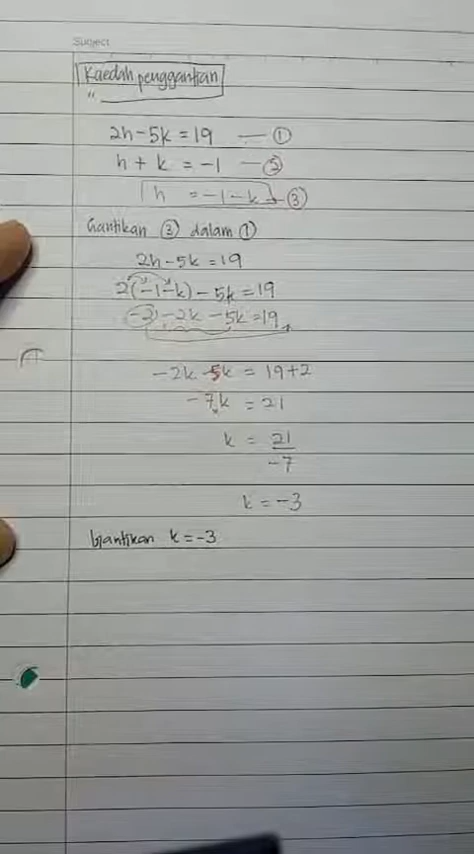 Subject
Kaedah penggantian
2h - 5k = 19 — ①
h + k = -1 — ②
h = -1 - k → ③
Gantikan ③ dalam ①
2h - 5k = 19
2(-1 - k) - 5k = 19
-2 - 2k - 5k = 19
-2k - 5k = 19 + 2
-7k = 21
k = 21
-7
k = -3
Gantikan k = -3